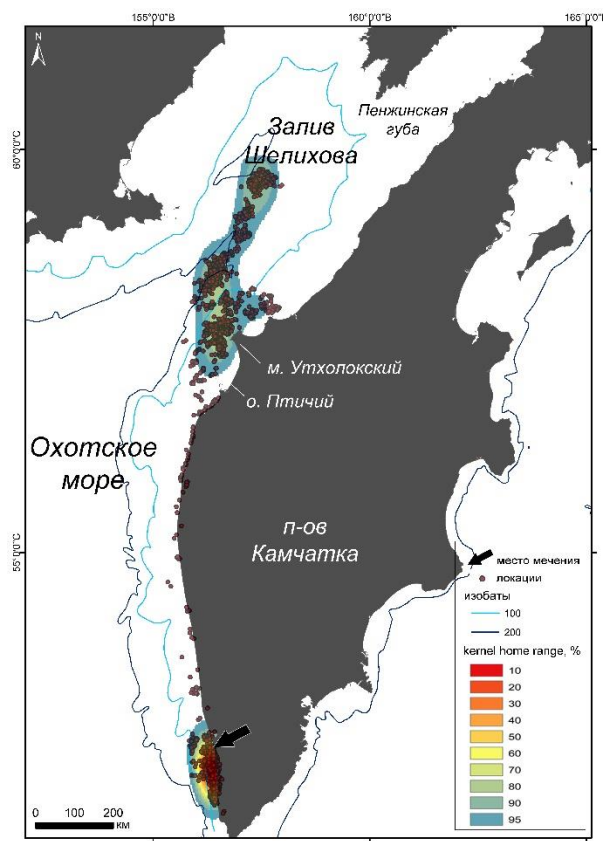 155°0'0"В
160°0'0"В
165°0
N
60°0'0"С
55°0'0"С
Пенжинская
губа
Залив
Шелихова
м. Утхолокский
о. Птичий
Охотское
море
п-ов
Камчатка
место мечения
локации
изобаты
100
200
kernel home range, %
10
20
30
40
50
60
70
80
90
95
0 100 200
км